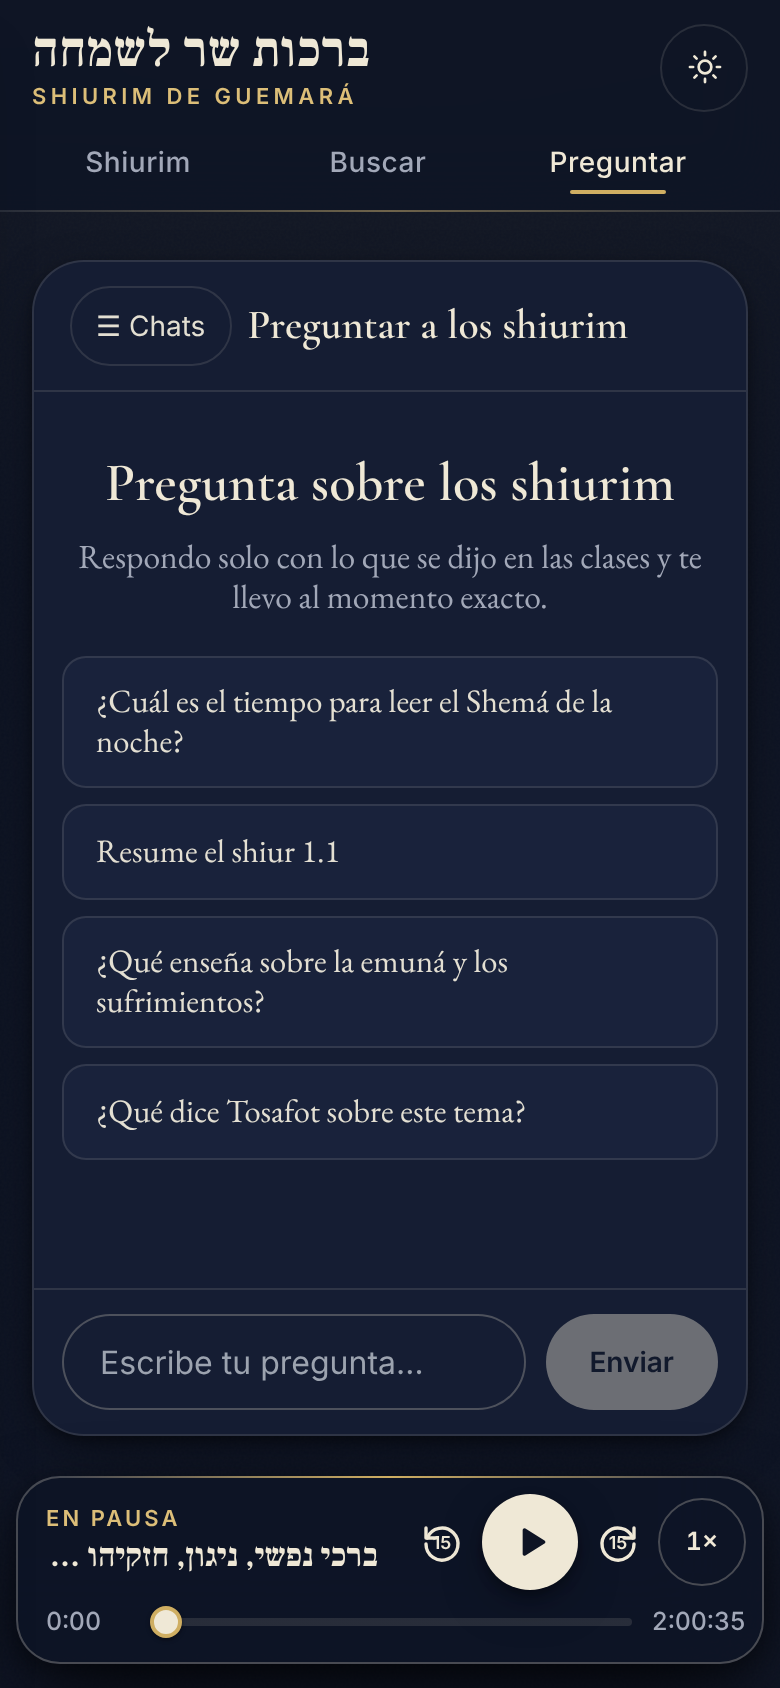 ברכות שר לשמחה
SHIURIM DE GUEMARÁ
Shiurim
Buscar
Preguntar
☰ Chats
Preguntar a los shiurim
Pregunta sobre los shiurim
Respondo solo con lo que se dijo en las clases y te
llevo al momento exacto.
¿Cuál es el tiempo para leer el Shemá de la
noche?
Resume el shiur 1.1
¿Qué enseña sobre la emuná y los
sufrimientos?
¿Qué dice Tosafot sobre este tema?
Escribe tu pregunta...
Enviar
EN PAUSA
ברכי נפשי, ניגון, חזקיהו ...
15
15
1×
0:00
2:00:35